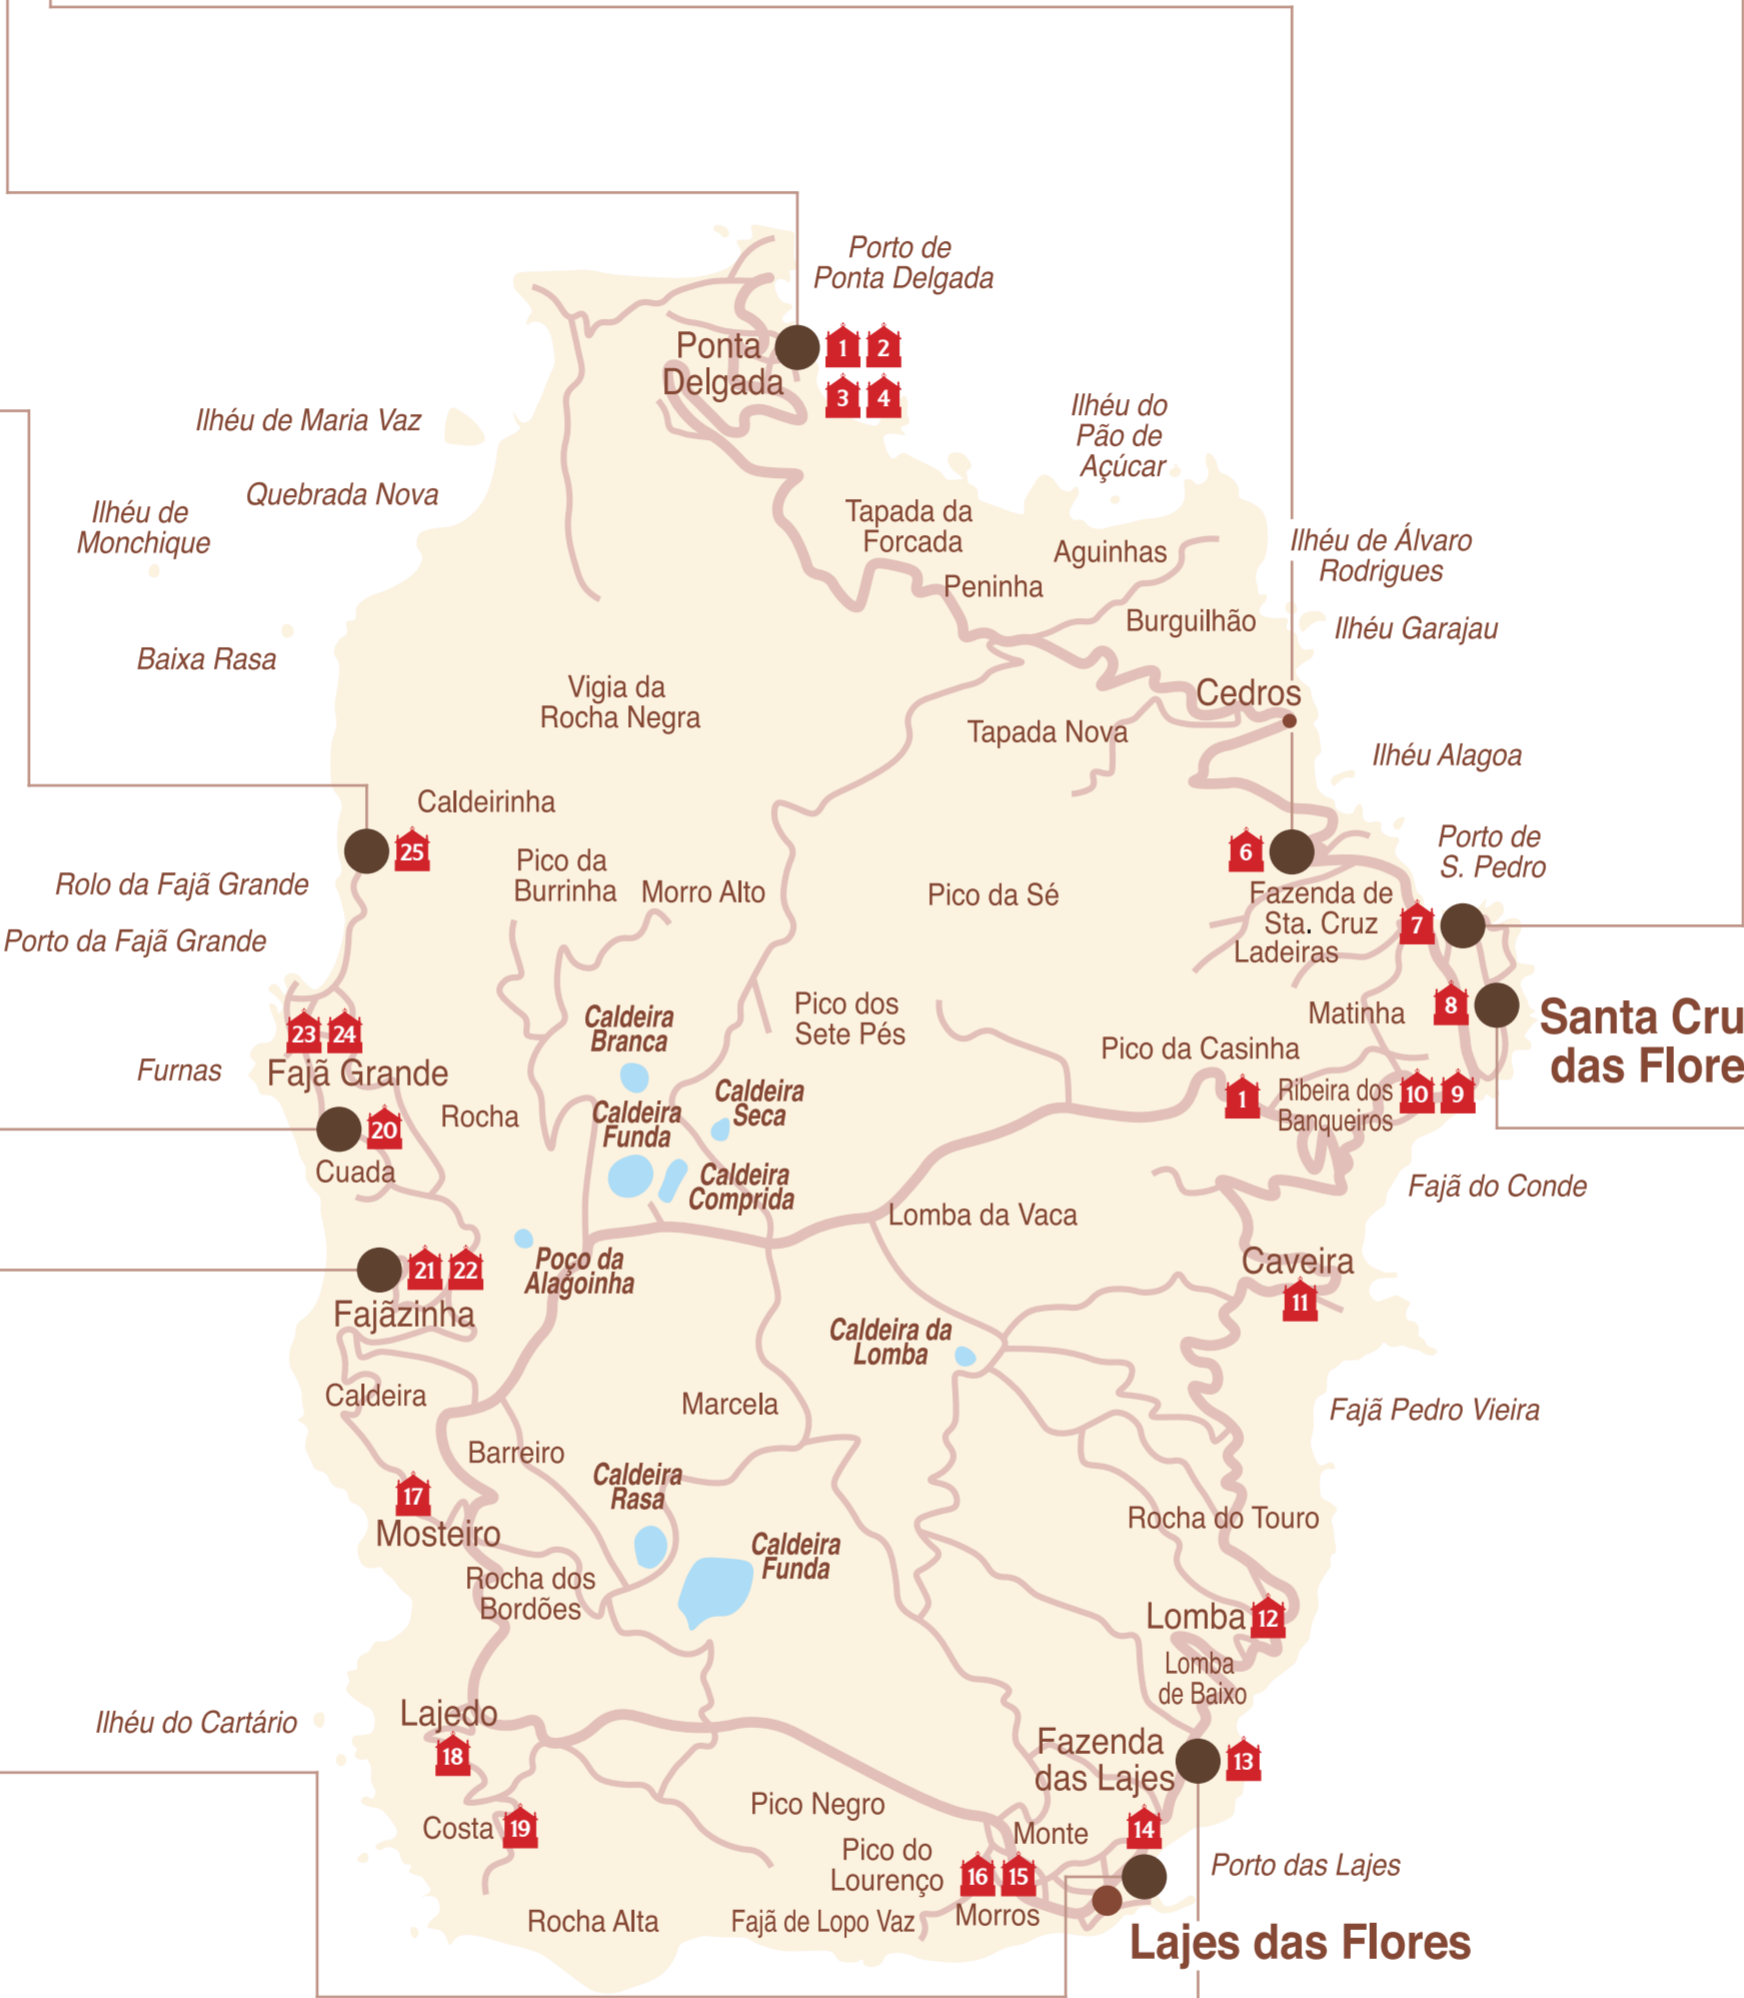 Porto de
Ponta Delgada
Ponta
Delgada
1
2
3
4
Ilhéu de Maria Vaz
Ilhéu do
Pão de
Açúcar
Quebrada Nova
Ilhéu de
Monchique
Tapada da
Forcada
Aguinhas
Ilhéu de Álvaro
Rodrigues
Peninha
Burguilhão
Ilhéu Garajau
Baixa Rasa
Vigia da
Rocha Negra
Cedros
Tapada Nova
Ilhéu Alagoa
Caldeirinha
25
Pico da
Burrinha
Morro Alto
Pico da Sé
6
Porto de
S. Pedro
Rolo da Fajã Grande
Fazenda de
Sta. Cruz
Ladeiras
7
Porto da Fajã Grande
8
Santa Cru
das Flore
Caldeira
Branca
Pico dos
Sete Pés
Matinha
23
24
Fajã Grande
Furnas
Pico da Casinha
Caldeira
Seca
1
Ribeira dos
Banqueiros
10
9
Caldeira
Funda
Rocha
20
Cuada
Caldeira
Comprida
Fajã do Conde
Lomba da Vaca
21
22
Fajãzinha
Poço da
Alagoinha
Caveira
11
Caldeira da
Lomba
Caldeira
Marcela
Fajã Pedro Vieira
Barreiro
Caldeira
Rasa
17
Mosteiro
Rocha do Touro
Caldeira
Funda
Rocha dos
Bordões
Lomba
12
Lomba
de Baixo
Ilhéu do Cartário
Lajedo
18
Fazenda
das Lajes
13
Pico Negro
Costa
19
Monte
14
Pico do
Lourenço
16
15
Porto das Lajes
Rocha Alta
Fajã de Lopo Vaz
Morros
Lajes das Flores